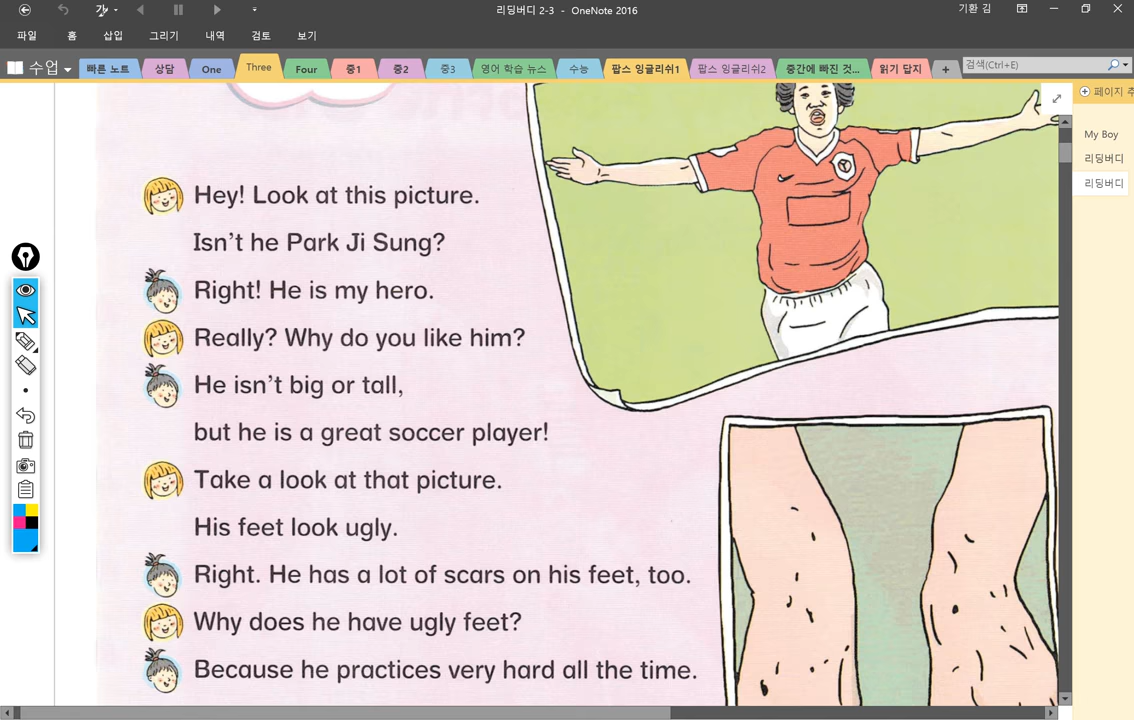 리딩버디 2-3 - OneNote 2016
기환 김
파일 홈 삽입 그리기 내역 검토 보기
수업 빠른 노트 상담 One Three Four 중1 중2 중3 영어 학습 뉴스 수능 팝스 잉글리쉬1 팝스 잉글리쉬2 중간에 빠진 것... 읽기 답지 + 검색(Ctrl+E)
페이지 추
My Boy
리딩버디
리딩버디
Hey! Look at this picture.
Isn't he Park Ji Sung?
Right! He is my hero.
Really? Why do you like him?
He isn't big or tall,
but he is a great soccer player!
Take a look at that picture.
His feet look ugly.
Right. He has a lot of scars on his feet, too.
Why does he have ugly feet?
Because he practices very hard all the time.